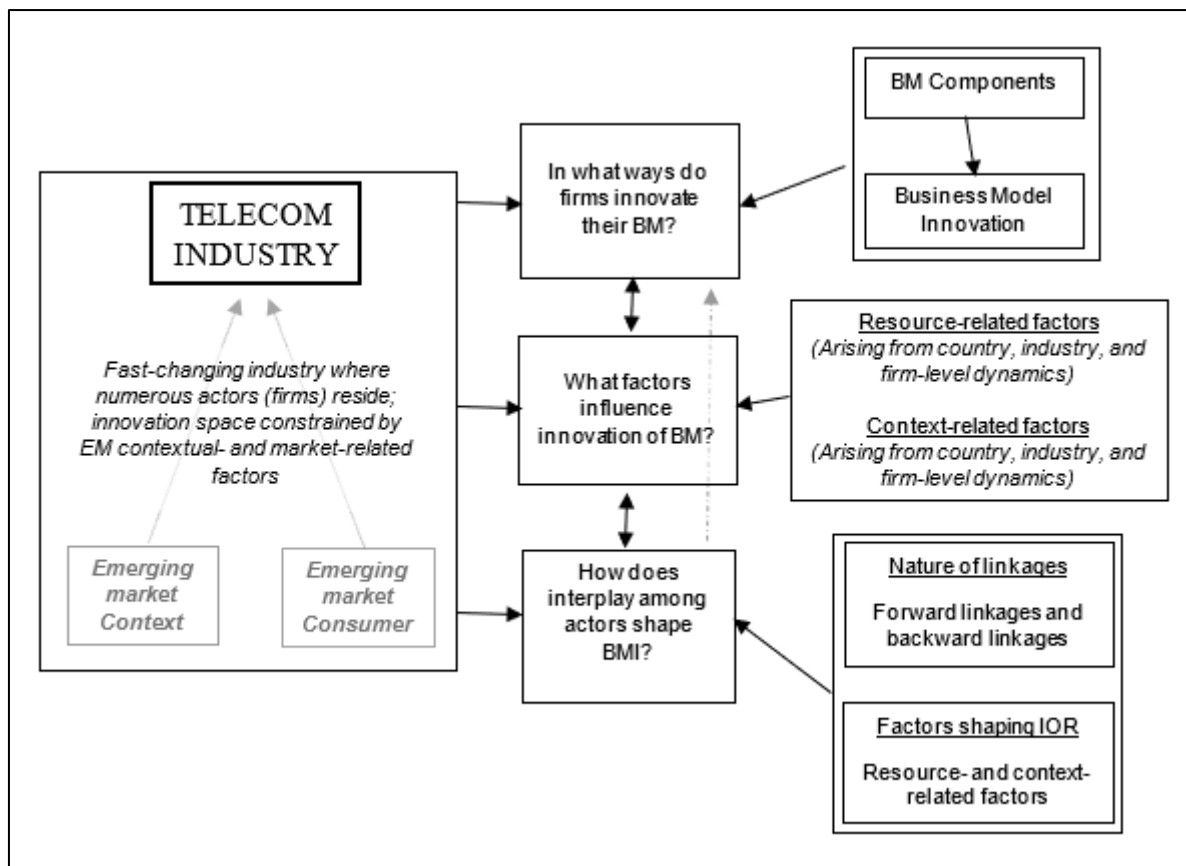 TELECOM
INDUSTRY
Fast-changing industry where
numerous actors (firms) reside;
innovation space constrained by
EM contextual- and market-related
factors
Emerging
market
Context
Emerging
market
Consumer
In what ways do
firms innovate
their BM?
What factors
influence
innovation of BM?
How does
interplay among
actors shape
BMI?
BM Components
Business Model
Innovation
Resource-related factors
(Arising from country, industry, and
firm-level dynamics)
Context-related factors
(Arising from country, industry, and
firm-level dynamics)
Nature of linkages
Forward linkages and
backward linkages
Factors shaping IOR
Resource- and context-
related factors